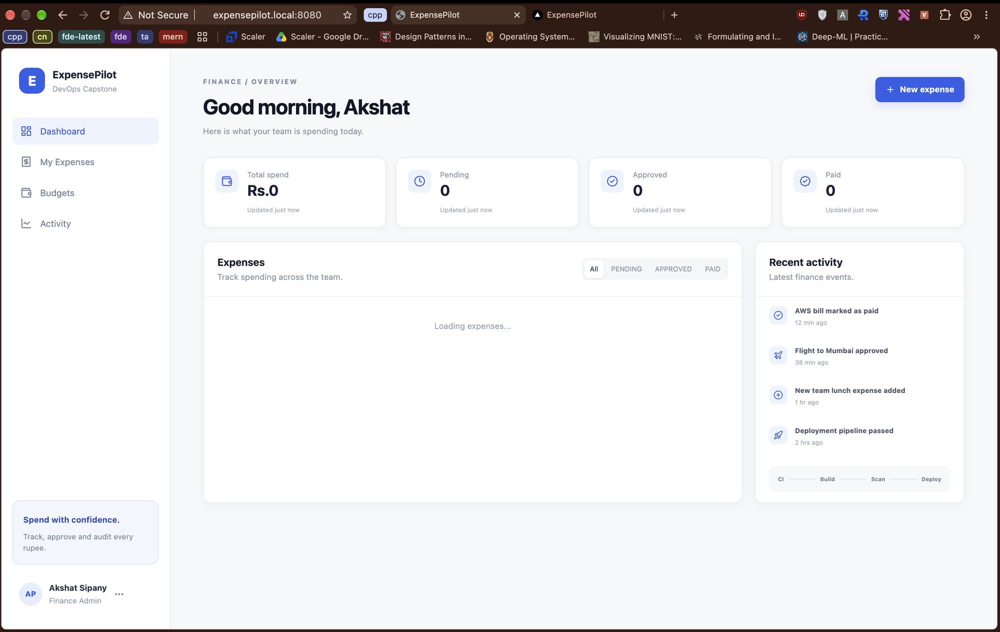 Not Secure
expensepilot.local:8080
cpp
ExpensePilot
ExpensePilot
cpp
cn
fde-latest
fde
ta
mern
Scaler
Scaler - Google Dr...
Design Patterns in...
Operating System...
Visualizing MNIST:...
Formulating and I...
Deep-ML | Practic...
E
ExpensePilot
DevOps Capstone
Dashboard
My Expenses
Budgets
Activity
Spend with confidence.
Track, approve and audit every
rupee.
AP
Akshat Sipany
Finance Admin
FINANCE / OVERVIEW
Good morning, Akshat
Here is what your team is spending today.
+ New expense
Total spend
Rs.0
Updated just now
Pending
0
Updated just now
Approved
0
Updated just now
Paid
0
Updated just now
Expenses
Track spending across the team.
All
PENDING
APPROVED
PAID
Loading expenses...
Recent activity
Latest finance events.
AWS bill marked as paid
12 min ago
Flight to Mumbai approved
38 min ago
New team lunch expense added
1 hr ago
Deployment pipeline passed
2 hrs ago
CI
Build
Scan
Deploy